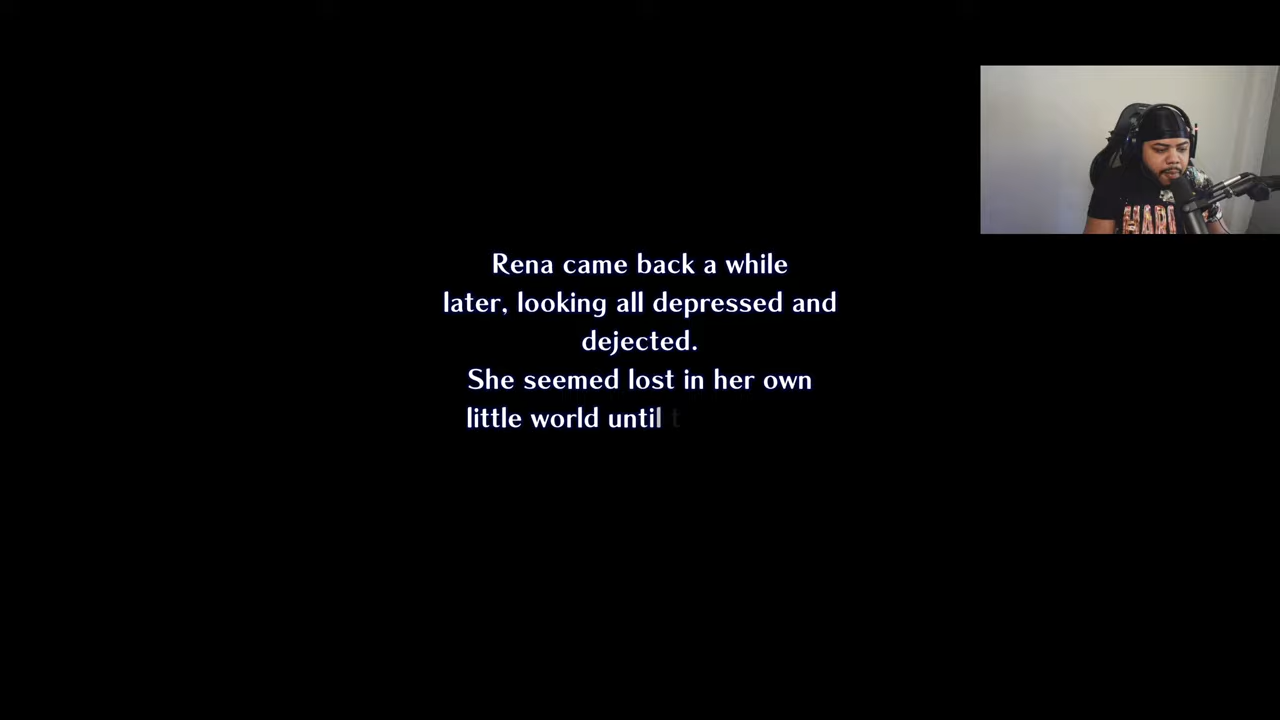 Rena came back a while
later, looking all depressed and
dejected.
She seemed lost in her own
little world until t
HARD